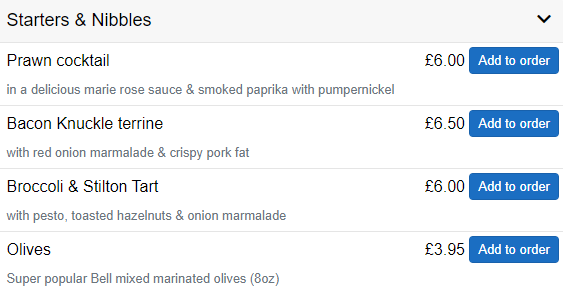 Starters & Nibbles
Prawn cocktail £6.00 Add to order
in a delicious marie rose sauce & smoked paprika with pumpernickel
Bacon Knuckle terrine £6.50 Add to order
with red onion marmalade & crispy pork fat
Broccoli & Stilton Tart £6.00 Add to order
with pesto, toasted hazelnuts & onion marmalade
Olives £3.95 Add to order
Super popular Bell mixed marinated olives (8oz)